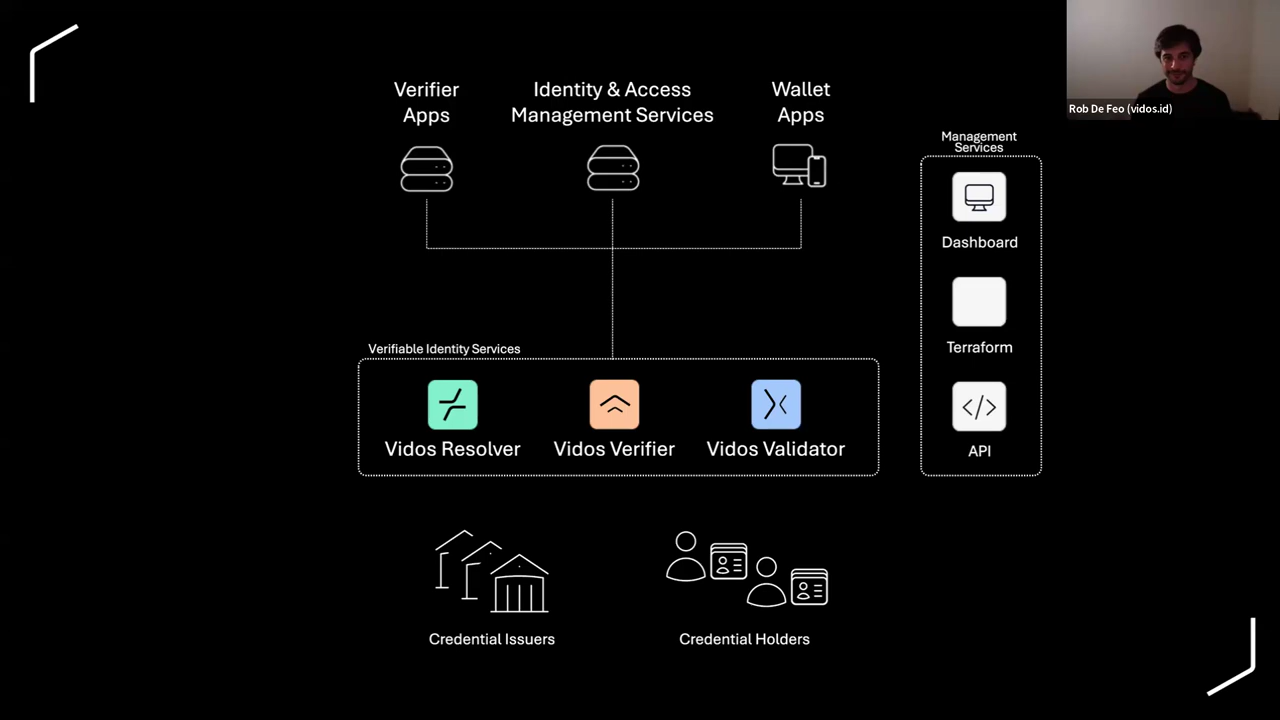 Verifier
Apps
Identity & Access
Management Services
Wallet
Apps
Rob De Feo (vidos.id)
Management
Services
Dashboard
Terraform
API
Verifiable Identity Services
Vidos Resolver
Vidos Verifier
Vidos Validator
Credential Issuers
Credential Holders